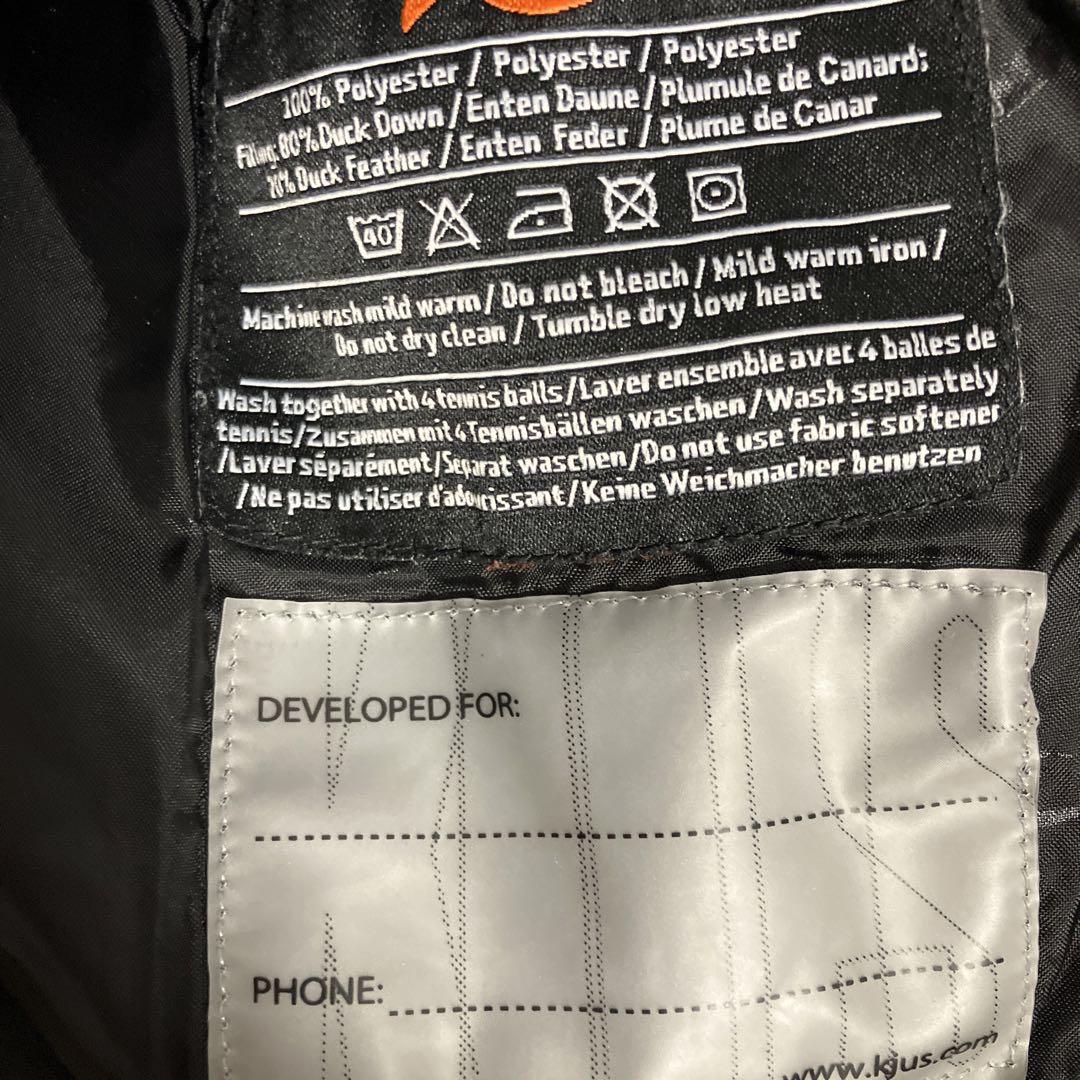 100% Polyester / Polyester / Polyester
Filling: 80% Duck Down / Enten Daune / Plumule de Canard;
20% Duck Feather / Enten Feder / Plume de Canar
40°
Machine wash mild warm / Do not bleach / Mild warm iron /
Do not dry clean / Tumble dry low heat
Wash together with 4 tennis balls/Laver ensemble avec 4 balles de
tennis/Zusammen mit 4 Tennisbällen waschen/Wash separately
/Laver séparément/Separat waschen/Do not use fabric softener
/Ne pas utiliser d'adourissant/Keine Weichmacher benutzen
DEVELOPED FOR:
PHONE:
www.kjus.com